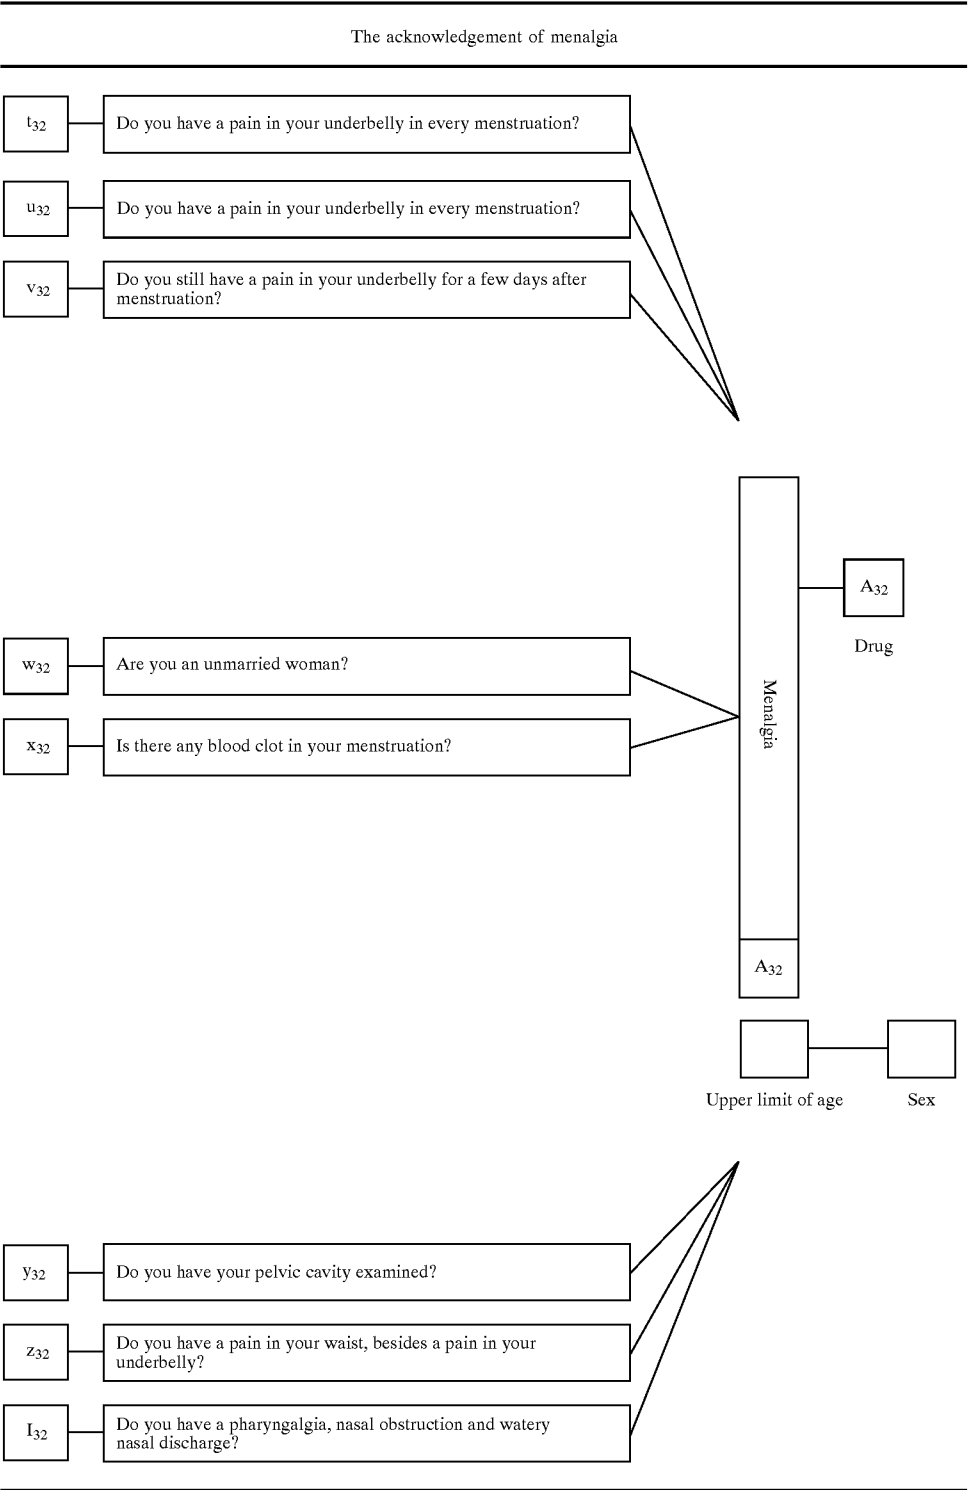 The acknowledgement of menalgia
t32
Do you have a pain in your underbelly in every menstruation?
u32
Do you have a pain in your underbelly in every menstruation?
v32
Do you still have a pain in your underbelly for a few days after
menstruation?
A32
Drug
w32
Are you an unmarried woman?
Menalgia
x32
Is there any blood clot in your menstruation?
A32
Upper limit of age
Sex
y32
Do you have your pelvic cavity examined?
z32
Do you have a pain in your waist, besides a pain in your
underbelly?
I32
Do you have a pharyngalgia, nasal obstruction and watery
nasal discharge?